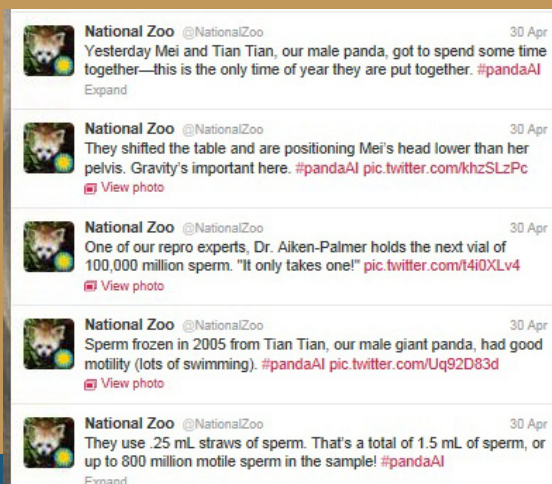 National Zoo @NationalZoo 30 Apr
Yesterday Mei and Tian Tian, our male panda, got to spend some time
together—this is the only time of year they are put together. #pandaAI
Expand
National Zoo @NationalZoo 30 Apr
They shifted the table and are positioning Mei's head lower than her
pelvis. Gravity's important here. #pandaAI pic.twitter.com/khzSLzPc
View photo
National Zoo @NationalZoo 30 Apr
One of our repro experts, Dr. Aiken-Palmer holds the next vial of
100,000 million sperm. "It only takes one!" pic.twitter.com/t4i0XLv4
View photo
National Zoo @NationalZoo 30 Apr
Sperm frozen in 2005 from Tian Tian, our male giant panda, had good
motility (lots of swimming). #pandaAI pic.twitter.com/Uq92D83d
View photo
National Zoo @NationalZoo 30 Apr
They use .25 mL straws of sperm. That's a total of 1.5 mL of sperm, or
up to 800 million motile sperm in the sample! #pandaAI
Expand